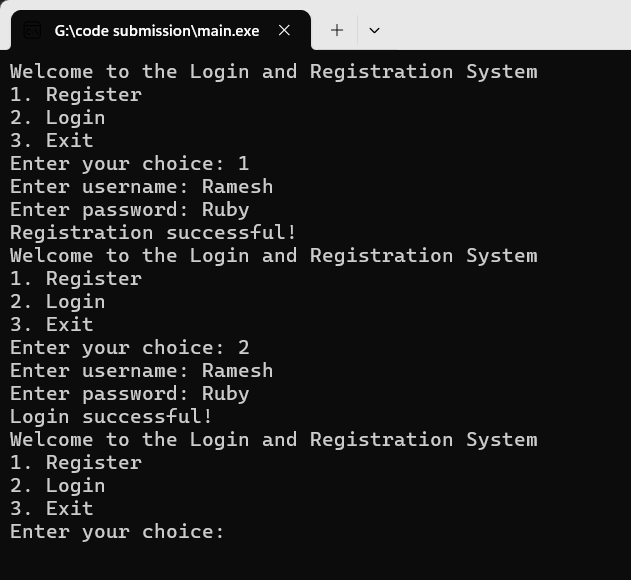 G:\code submission\main.exe
Welcome to the Login and Registration System
1. Register
2. Login
3. Exit
Enter your choice: 1
Enter username: Ramesh
Enter password: Ruby
Registration successful!
Welcome to the Login and Registration System
1. Register
2. Login
3. Exit
Enter your choice: 2
Enter username: Ramesh
Enter password: Ruby
Login successful!
Welcome to the Login and Registration System
1. Register
2. Login
3. Exit
Enter your choice: